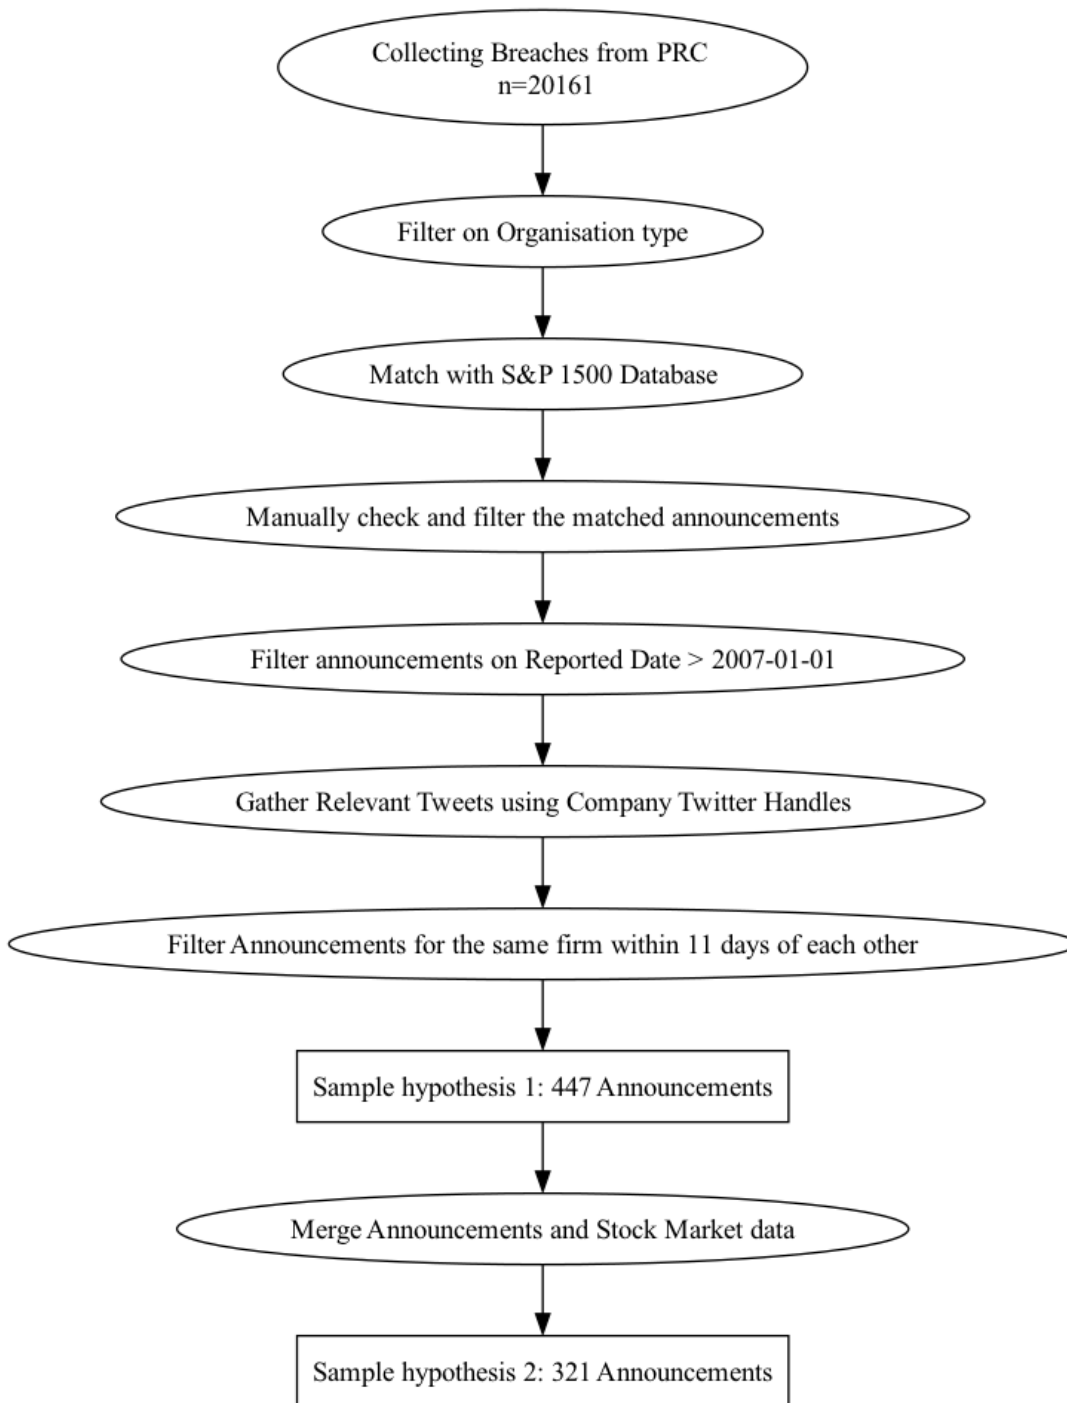 Collecting Breaches from PRC
n=20161
Filter on Organisation type
Match with S&P 1500 Database
Manually check and filter the matched announcements
Filter announcements on Reported Date > 2007-01-01
Gather Relevant Tweets using Company Twitter Handles
Filter Announcements for the same firm within 11 days of each other
Sample hypothesis 1: 447 Announcements
Merge Announcements and Stock Market data
Sample hypothesis 2: 321 Announcements